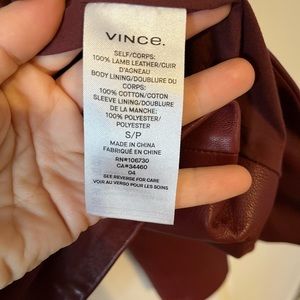 VINCE.
SELF/CORPS:
100% LAMB LEATHER/CUIR
D'AGNEAU
BODY LINING/DOUBLURE DU
CORPS:
100% COTTON/COTON
SLEEVE LINING/DOUBLURE
DE LA MANCHE:
100% POLYESTER/
POLYESTER
S/P
MADE IN CHINA
FABRIQUÉ EN CHINE
RN#106730
CA#34460
04
SEE REVERSE FOR CARE
VOIR AU VERSO POUR LES SOINS